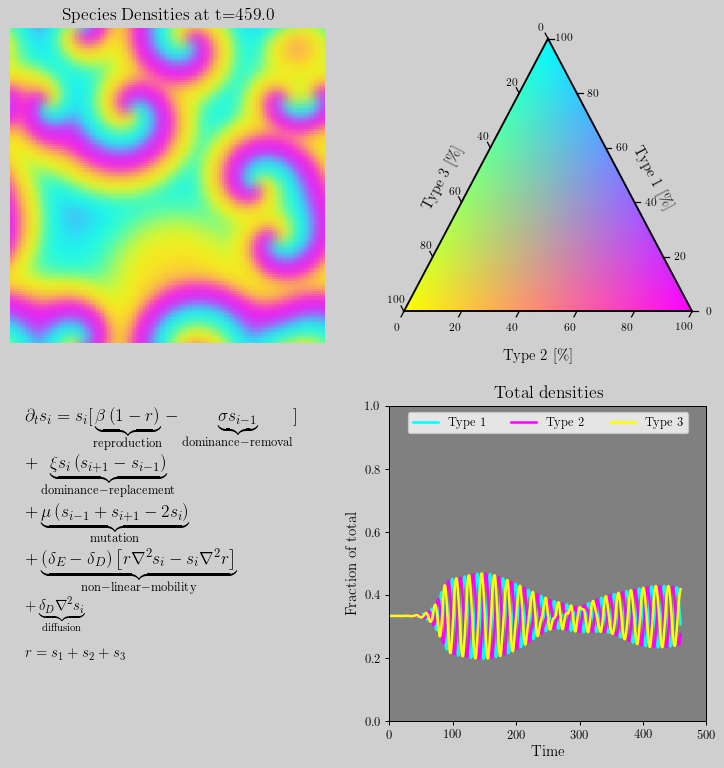 Species Densities at t=459.0
0
100
20
80
40
60
Type 3 [%]
Type 1 [%]
60
40
80
20
100
0
0
20
40
60
80
100
Type 2 [%]
∂ₜsᵢ = sᵢ[ β (1 − r) − σsᵢ₋₁ ]
reproduction dominance−removal
+ ξsᵢ (sᵢ₊₁ − sᵢ₋₁)
dominance−replacement
+ μ (sᵢ₋₁ + sᵢ₊₁ − 2sᵢ)
mutation
+ (δ_E − δ_D) [r∇²sᵢ − sᵢ∇²r]
non−linear−mobility
+ δ_D∇²sᵢ
diffusion
r = s₁ + s₂ + s₃
Total densities
Type 1 Type 2 Type 3
1.0
0.8
0.6
0.4
0.2
0.0
Fraction of total
0 100 200 300 400 500
Time